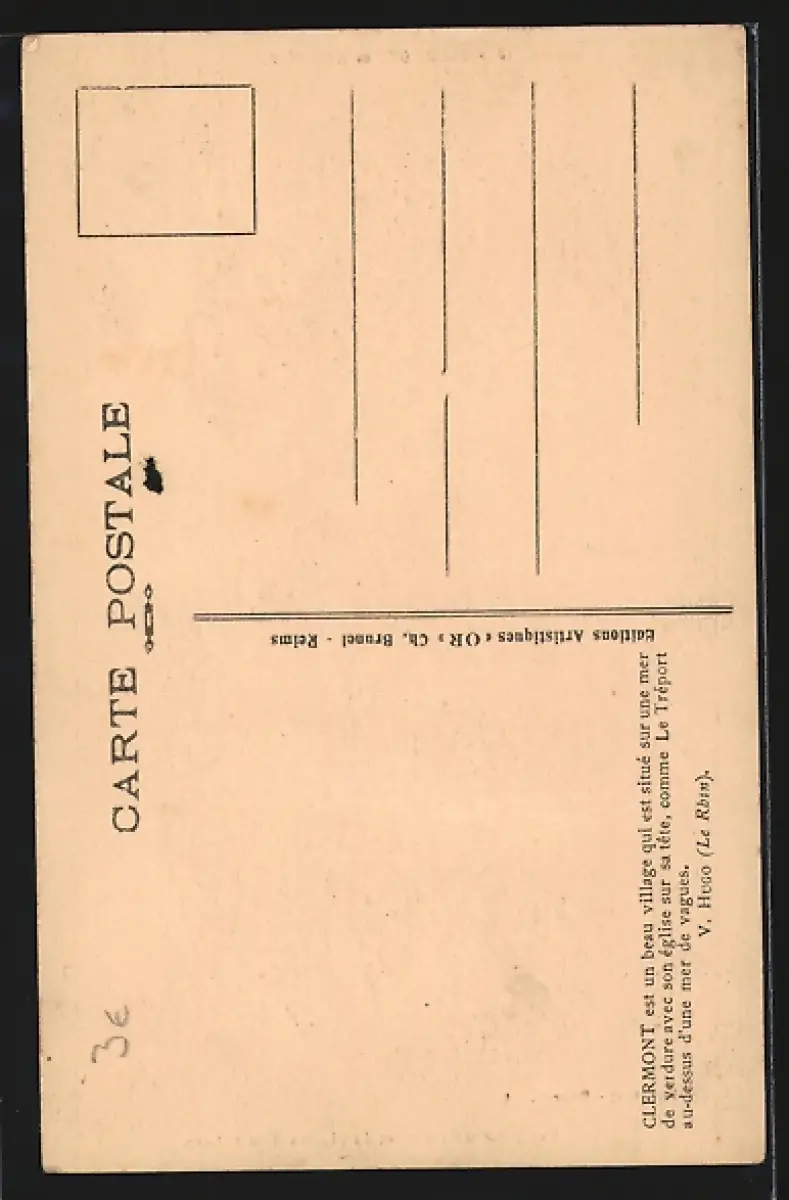 CARTE POSTALE
Editions Artistiques « OR » Ch. Brunel - Reims
CLERMONT est un beau village qui est situé sur une mer
de verdure avec son église sur sa tête, comme Le Tréport
au-dessus d'une mer de vagues.
V. HUGO (Le Rhin).
3€